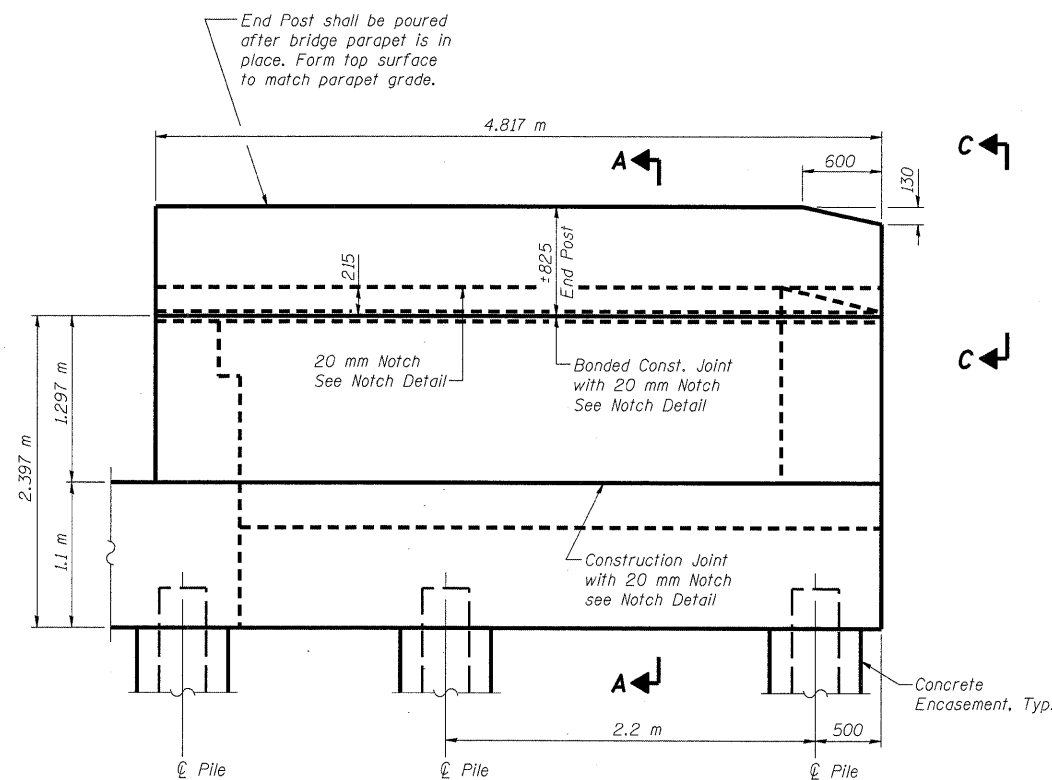 End Post shall be poured
after bridge parapet is in
place. Form top surface
to match parapet grade.
4.817 m
A
C
600
130
215
±825
End Post
20 mm Notch
See Notch Detail
Bonded Const. Joint
with 20 mm Notch
See Notch Detail
C
1.297 m
2.397 m
1.1 m
Construction Joint
with 20 mm Notch
see Notch Detail
A
Concrete
Encasement, Typ.
2.2 m
500
℄ Pile
℄ Pile
℄ Pile